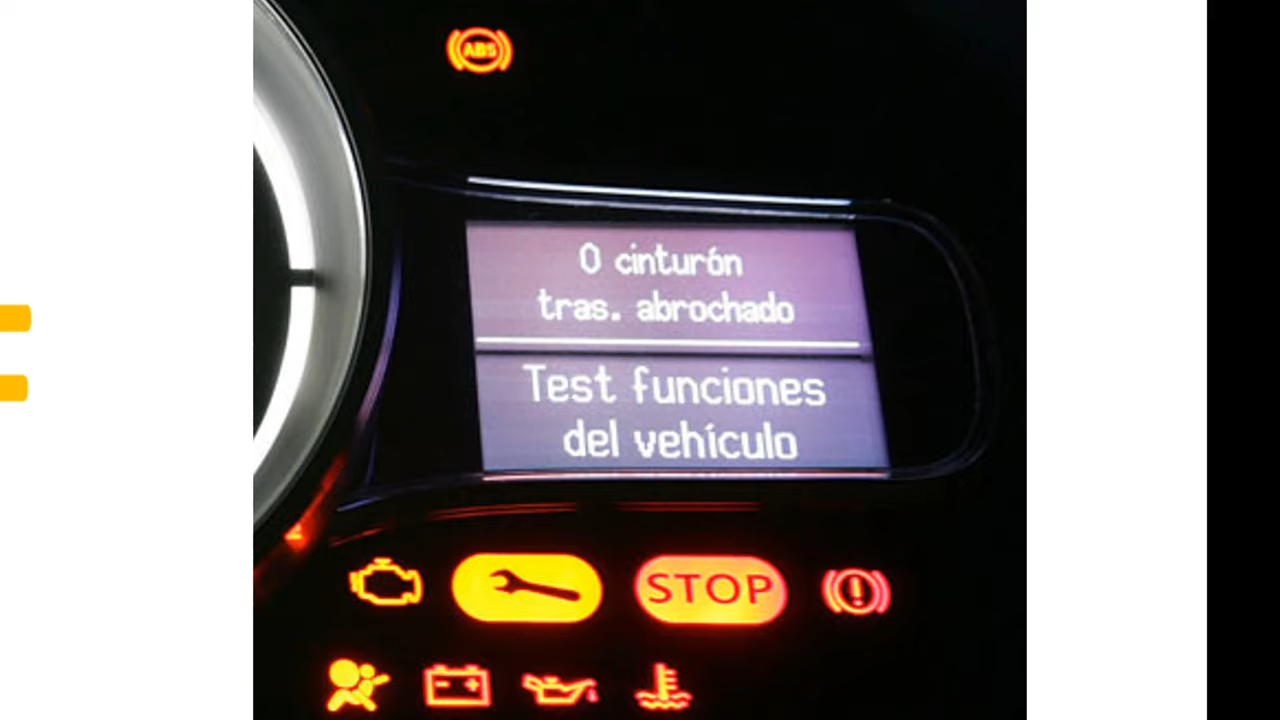 ABS
0 cinturón
tras. abrochado
Test funciones
del vehículo
STOP